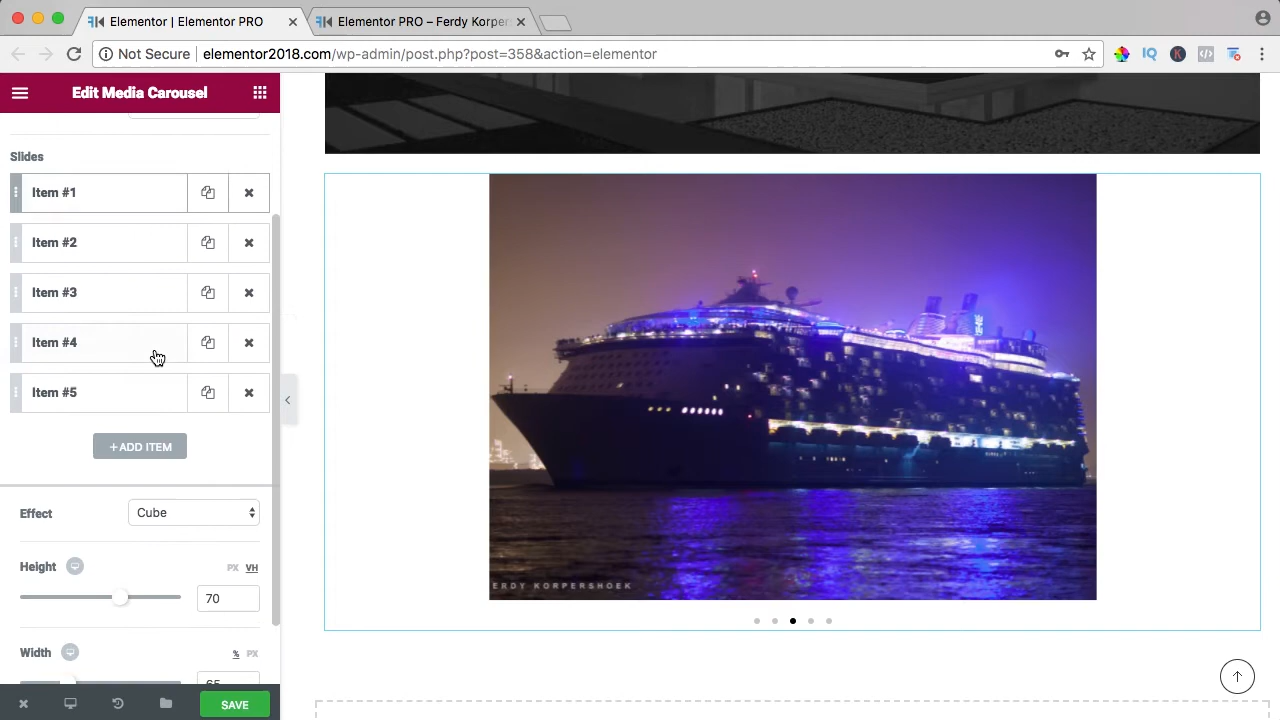 Elementor | Elementor PRO
Elementor PRO – Ferdy Korper
Not Secure
elementor2018.com/wp-admin/post.php?post=358&action=elementor
Edit Media Carousel
Slides
Item #1
Item #2
Item #3
Item #4
Item #5
+ ADD ITEM
Effect
Cube
Height
PX
VH
70
Width
%
PX
65
SAVE
ERDY KORPERSHOEK